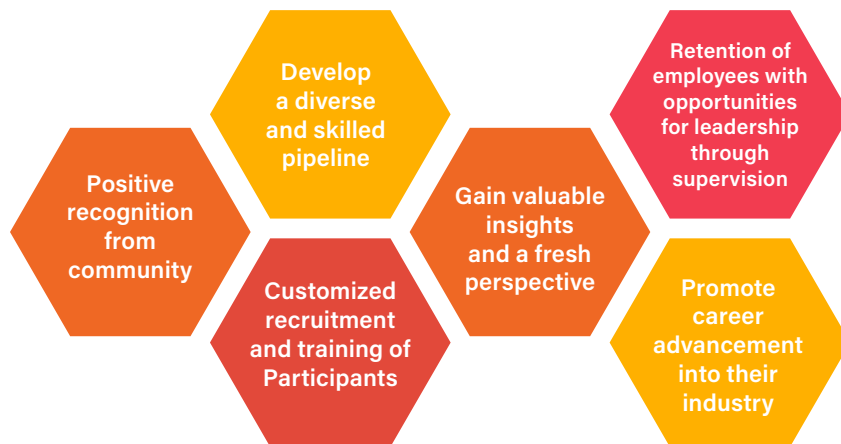 Positive
recognition
from
community
Develop
a diverse
and skilled
pipeline
Customized
recruitment
and training of
Participants
Gain valuable
insights
and a fresh
perspective
Retention of
employees with
opportunities
for leadership
through
supervision
Promote
career
advancement
into their
industry